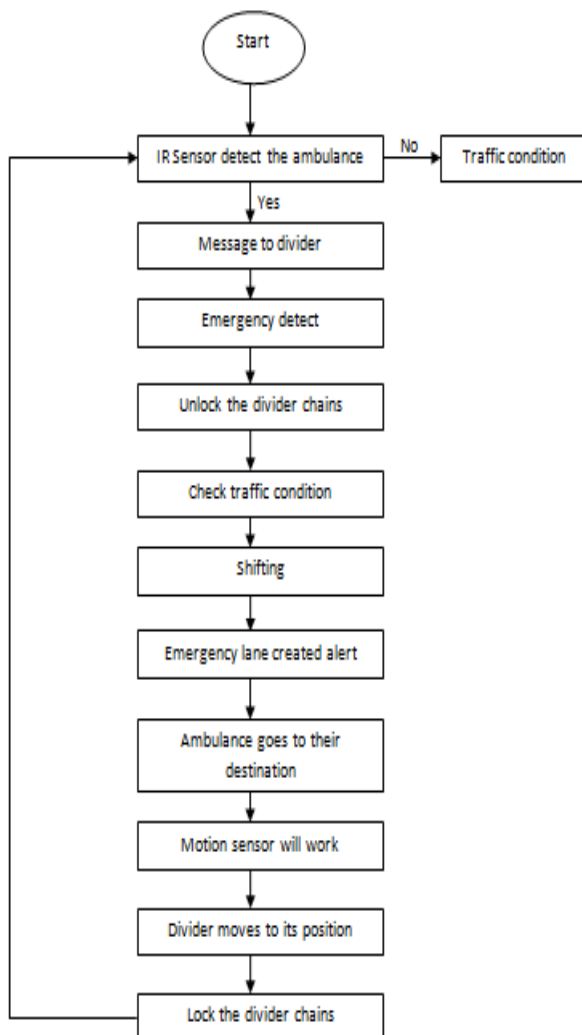 Start
IR Sensor detect the ambulance
No
Traffic condition
Yes
Message to divider
Emergency detect
Unlock the divider chains
Check traffic condition
Shifting
Emergency lane created alert
Ambulance goes to their
destination
Motion sensor will work
Divider moves to its position
Lock the divider chains